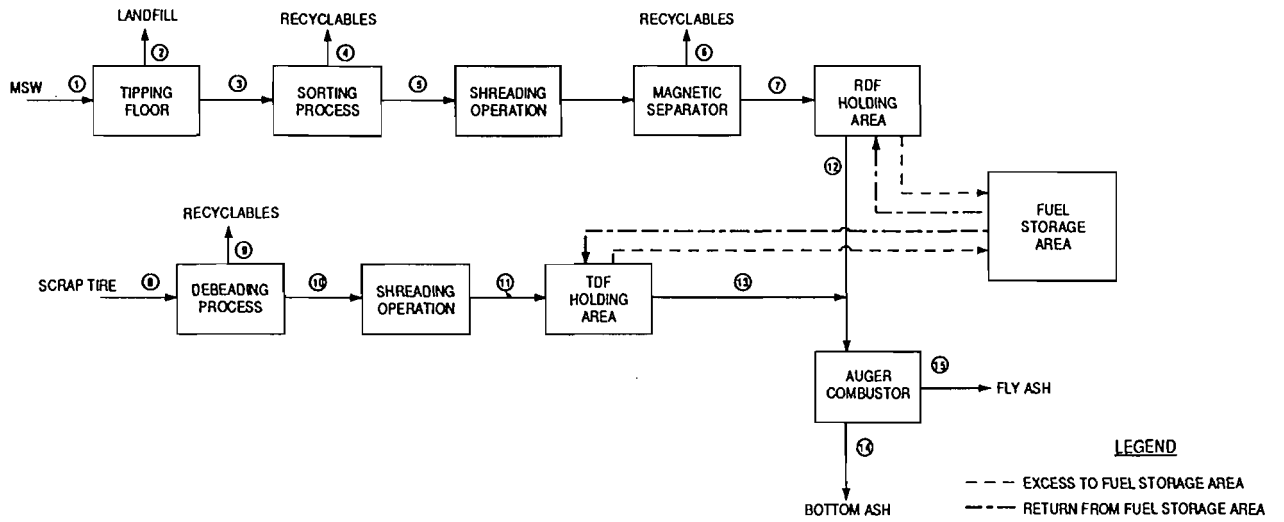 LANDFILL
RECYCLABLES
RECYCLABLES
②
④
⑥
MSW
①
TIPPING
FLOOR
③
SORTING
PROCESS
⑤
SHREADING
OPERATION
MAGNETIC
SEPARATOR
⑦
RDF
HOLDING
AREA
⑫
FUEL
STORAGE
AREA
RECYCLABLES
⑨
SCRAP TIRE
⑧
DEBEADING
PROCESS
⑩
SHREADING
OPERATION
⑪
TDF
HOLDING
AREA
⑬
AUGER
COMBUSTOR
⑮
FLY ASH
⑭
BOTTOM ASH
LEGEND
EXCESS TO FUEL STORAGE AREA
RETURN FROM FUEL STORAGE AREA